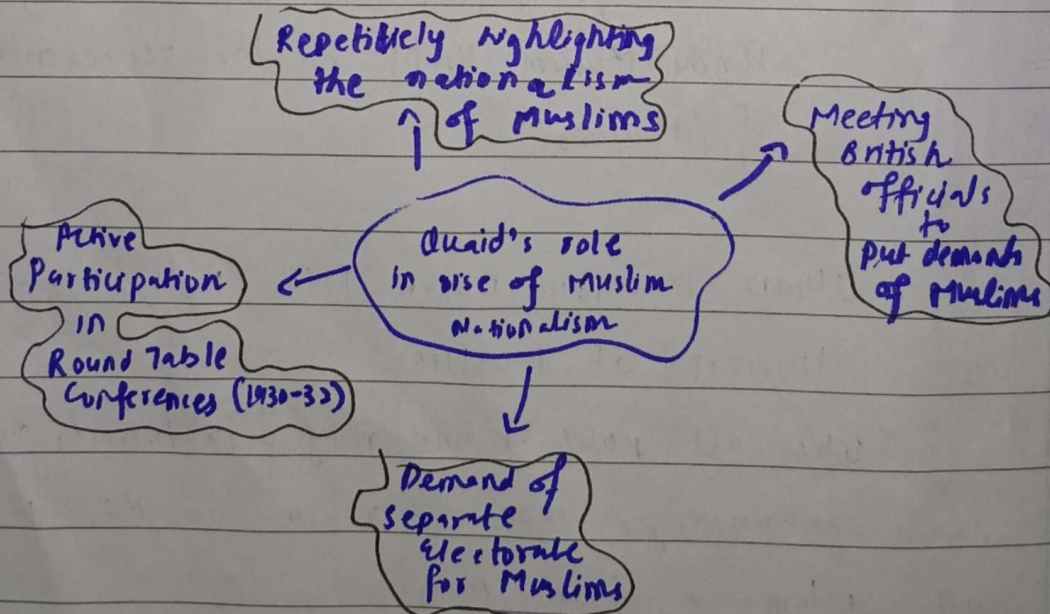 Repetitively highlighting
the nationalism
of Muslims
Meeting
British
officials
to
put demands
of Muslims
Quaid's role
in rise of Muslim
Nationalism
Active
Participation
in
Round Table
Conferences (1930-32)
Demand of
separate
electorate
for Muslims